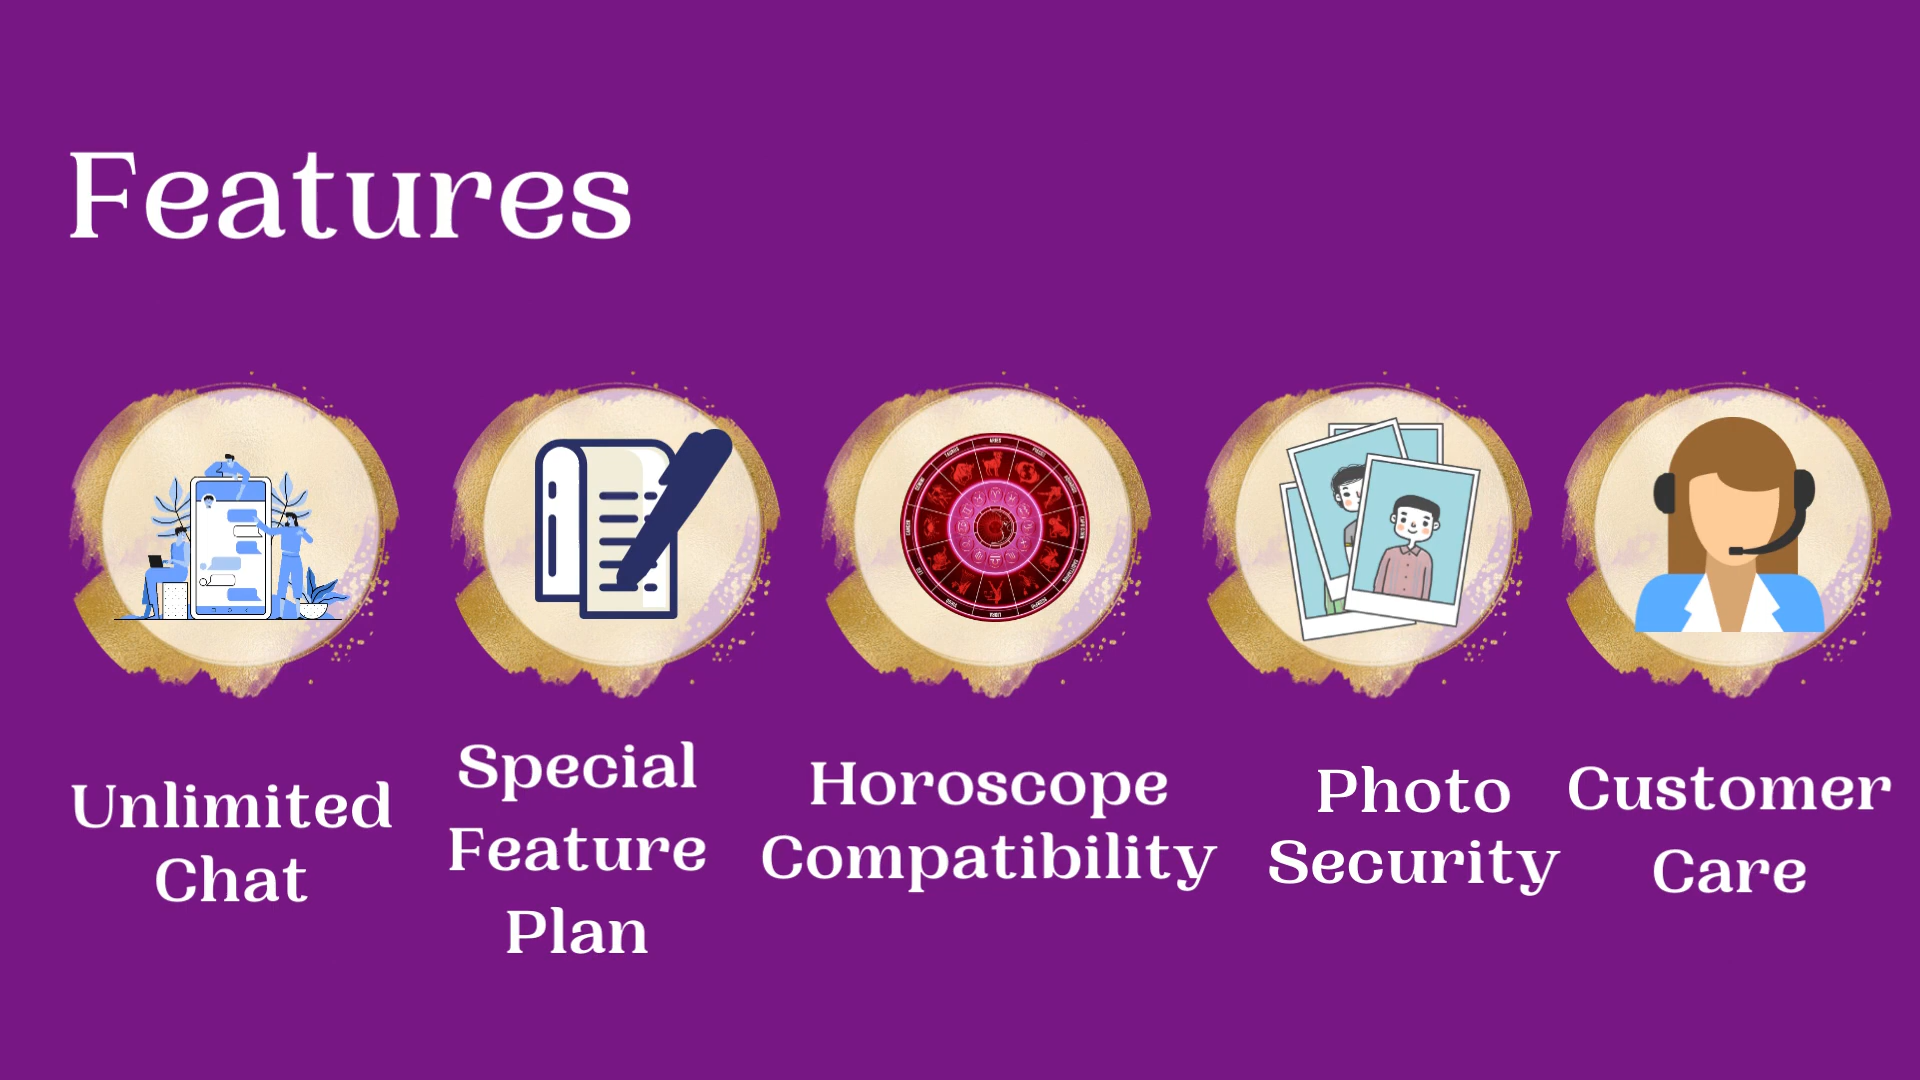 Features
Unlimited
Chat
Special
Feature
Plan
Horoscope
Compatibility
Photo
Security
Customer
Care